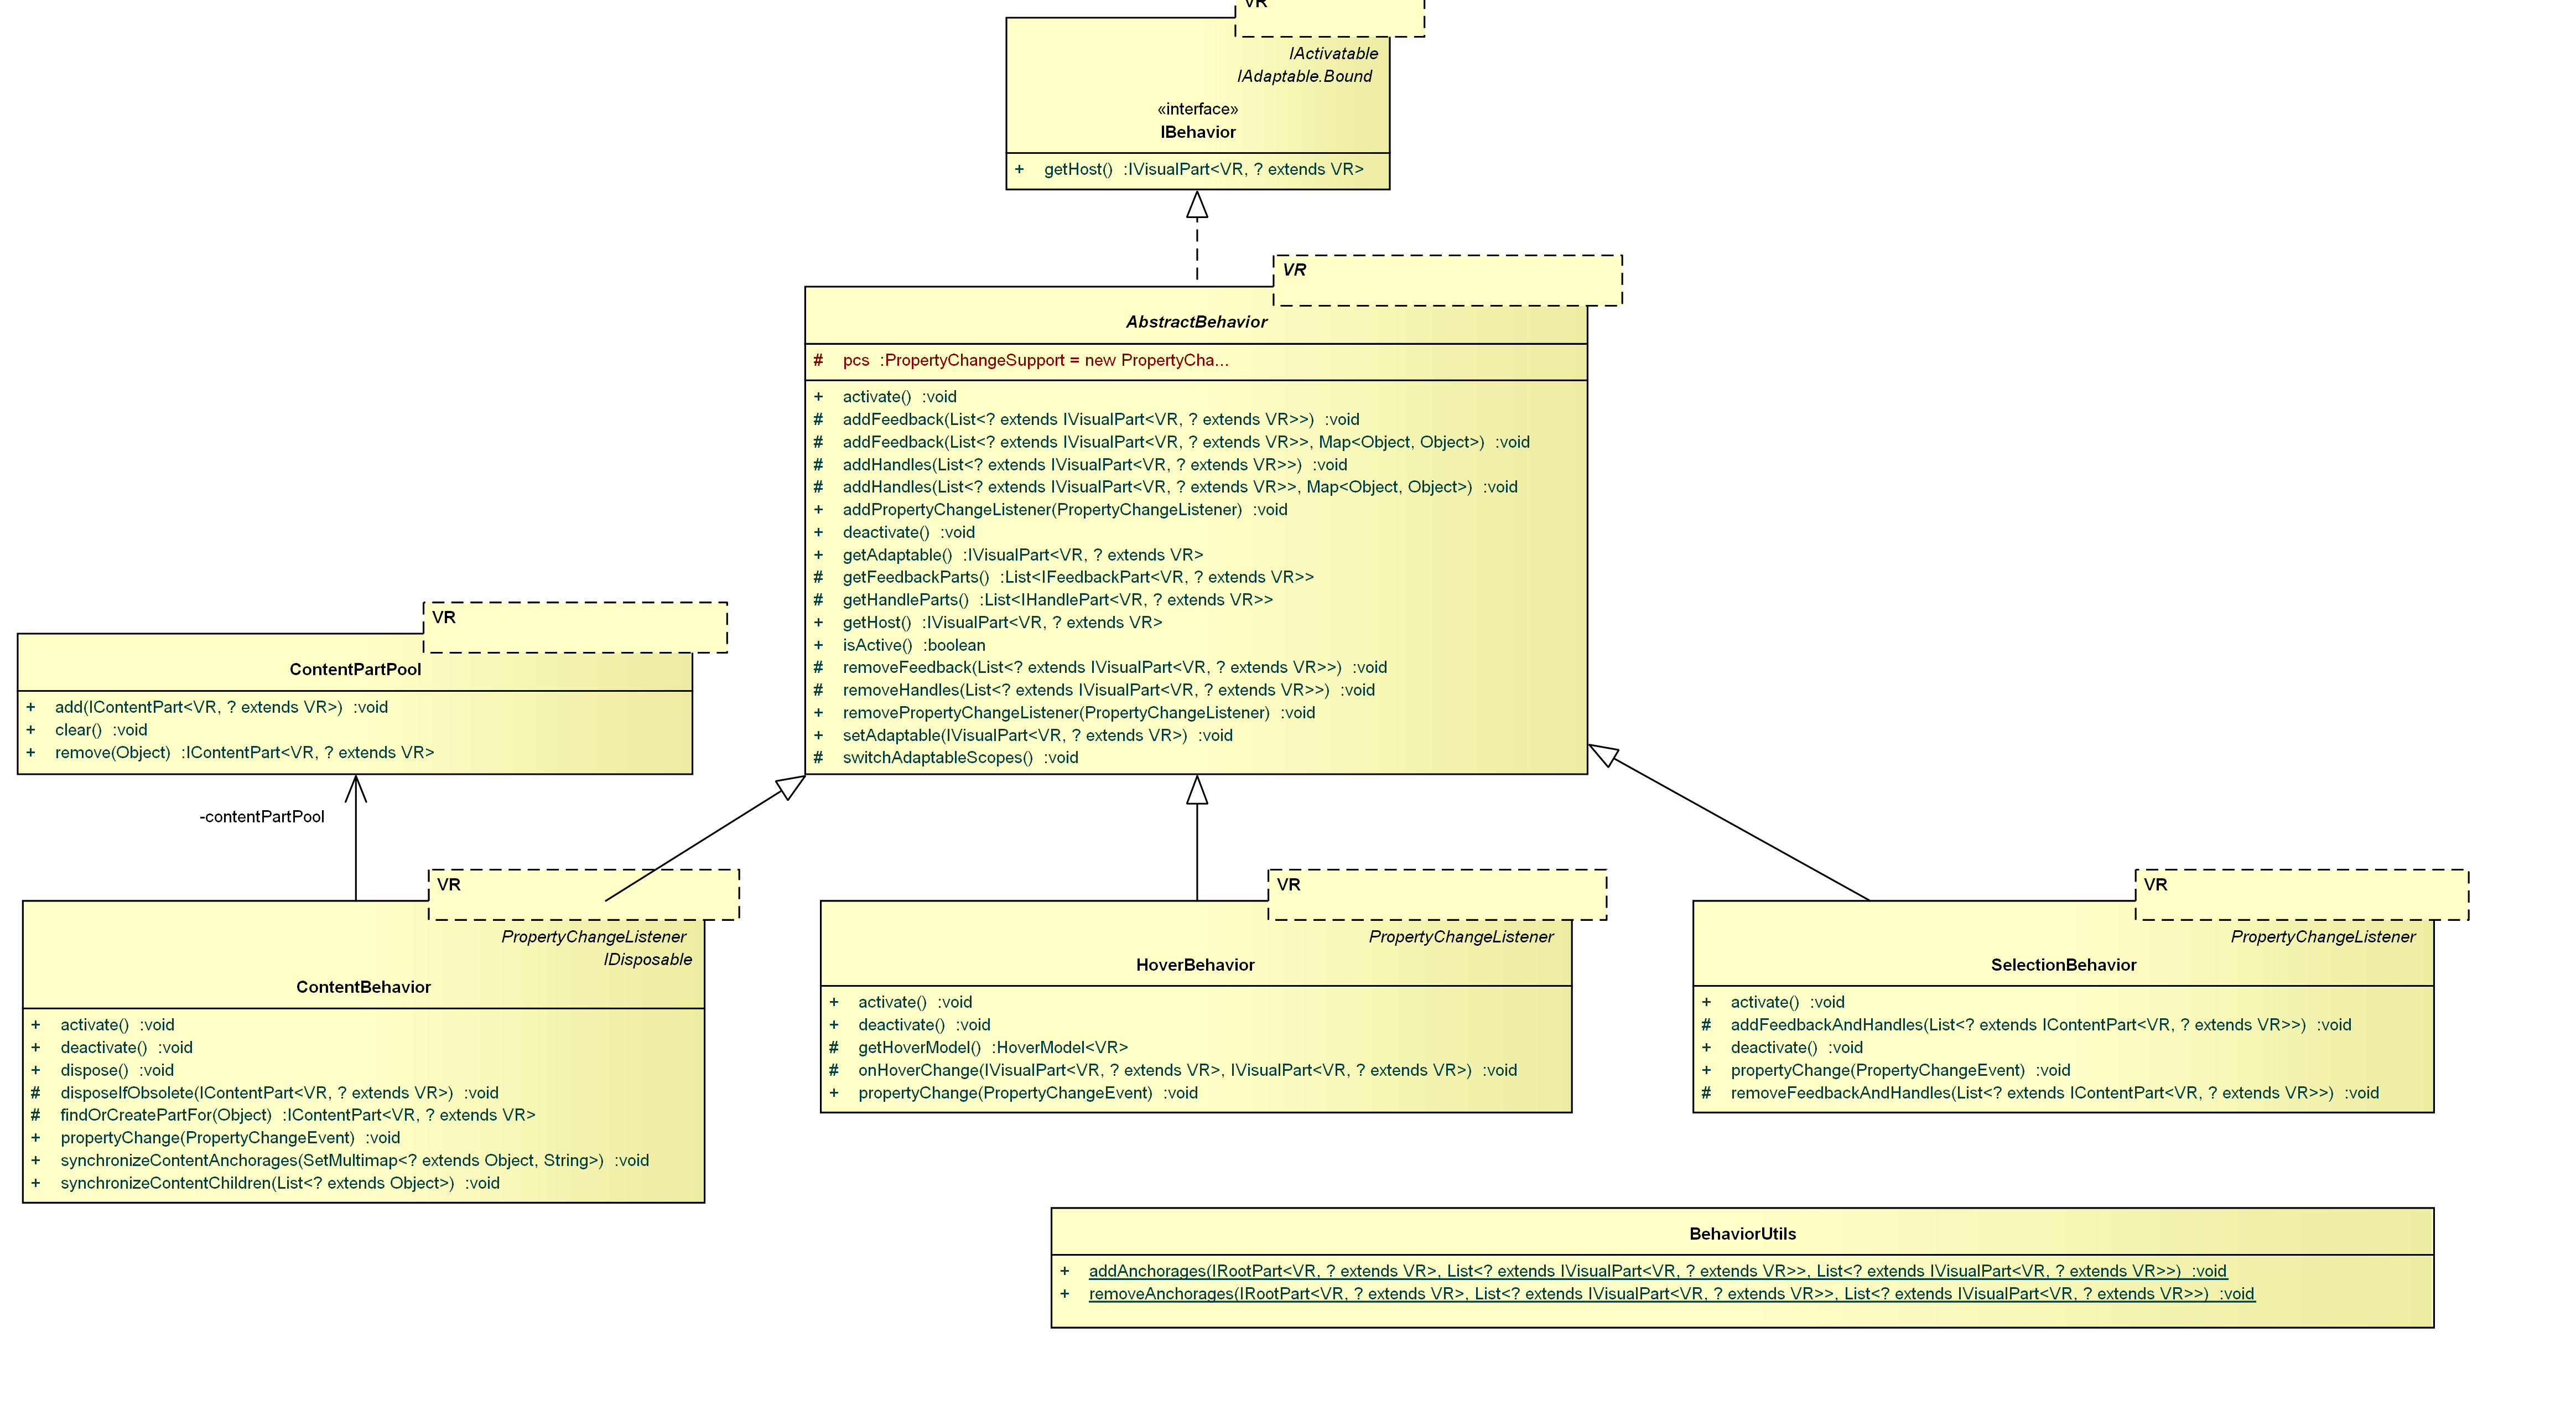 VR
IActivatable
IAdaptable.Bound
«interface»
IBehavior
+ getHost() :IVisualPart<VR, ? extends VR>
VR
AbstractBehavior
# pcs :PropertyChangeSupport = new PropertyCha...
+ activate() :void
# addFeedback(List<? extends IVisualPart<VR, ? extends VR>>) :void
# addFeedback(List<? extends IVisualPart<VR, ? extends VR>>, Map<Object, Object>) :void
# addHandles(List<? extends IVisualPart<VR, ? extends VR>>) :void
# addHandles(List<? extends IVisualPart<VR, ? extends VR>>, Map<Object, Object>) :void
+ addPropertyChangeListener(PropertyChangeListener) :void
+ deactivate() :void
+ getAdaptable() :IVisualPart<VR, ? extends VR>
# getFeedbackParts() :List<IFeedbackPart<VR, ? extends VR>>
# getHandleParts() :List<IHandlePart<VR, ? extends VR>>
+ getHost() :IVisualPart<VR, ? extends VR>
+ isActive() :boolean
# removeFeedback(List<? extends IVisualPart<VR, ? extends VR>>) :void
# removeHandles(List<? extends IVisualPart<VR, ? extends VR>>) :void
+ removePropertyChangeListener(PropertyChangeListener) :void
+ setAdaptable(IVisualPart<VR, ? extends VR>) :void
# switchAdaptableScopes() :void
VR
ContentPartPool
+ add(IContentPart<VR, ? extends VR>) :void
+ clear() :void
+ remove(Object) :IContentPart<VR, ? extends VR>
-contentPartPool
VR
PropertyChangeListener
IDisposable
ContentBehavior
+ activate() :void
+ deactivate() :void
+ dispose() :void
# disposeIfObsolete(IContentPart<VR, ? extends VR>) :void
# findOrCreatePartFor(Object) :IContentPart<VR, ? extends VR>
+ propertyChange(PropertyChangeEvent) :void
+ synchronizeContentAnchorages(SetMultimap<? extends Object, String>) :void
+ synchronizeContentChildren(List<? extends Object>) :void
VR
PropertyChangeListener
HoverBehavior
+ activate() :void
+ deactivate() :void
# getHoverModel() :HoverModel<VR>
# onHoverChange(IVisualPart<VR, ? extends VR>, IVisualPart<VR, ? extends VR>) :void
+ propertyChange(PropertyChangeEvent) :void
VR
PropertyChangeListener
SelectionBehavior
+ activate() :void
# addFeedbackAndHandles(List<? extends IContentPart<VR, ? extends VR>>) :void
+ deactivate() :void
+ propertyChange(PropertyChangeEvent) :void
# removeFeedbackAndHandles(List<? extends IContentPart<VR, ? extends VR>>) :void
BehaviorUtils
+ addAnchorages(IRootPart<VR, ? extends VR>, List<? extends IVisualPart<VR, ? extends VR>>, List<? extends IVisualPart<VR, ? extends VR>>) :void
+ removeAnchorages(IRootPart<VR, ? extends VR>, List<? extends IVisualPart<VR, ? extends VR>>, List<? extends IVisualPart<VR, ? extends VR>>) :void